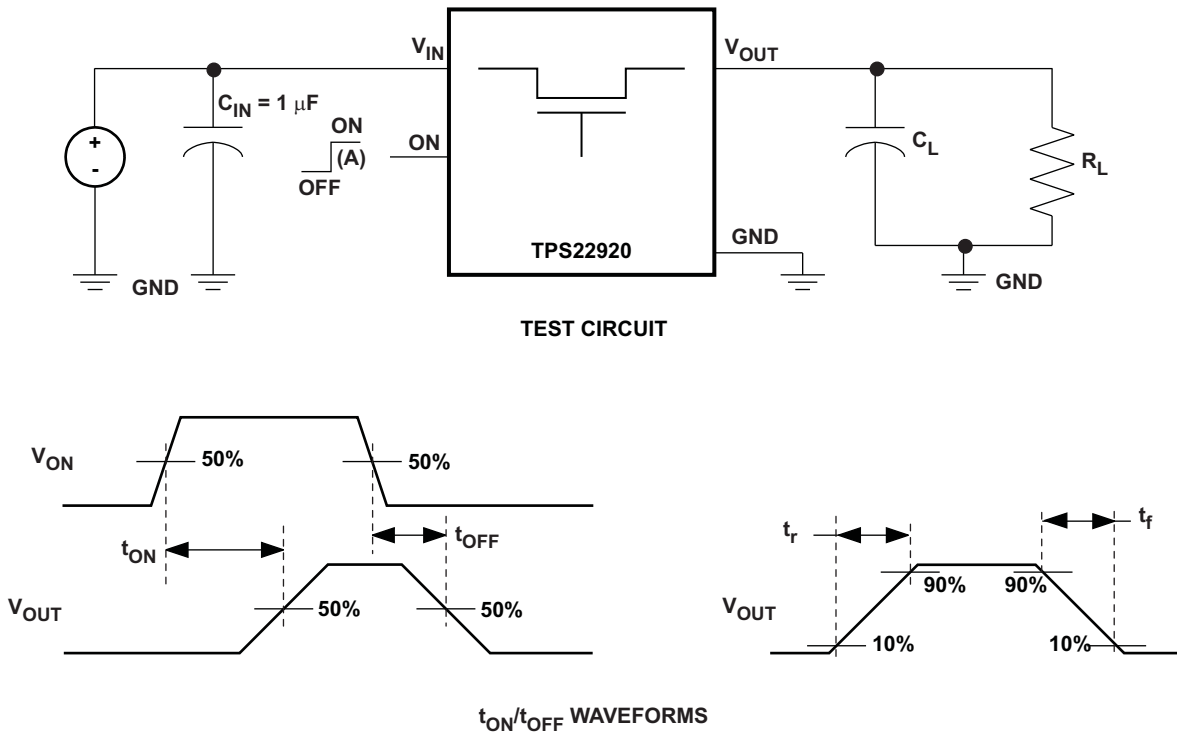 V_IN
V_OUT
C_IN = 1 μF
ON
(A)
OFF
ON
+
-
C_L
R_L
TPS22920
GND
GND
GND
TEST CIRCUIT
V_ON
50%
50%
t_ON
t_OFF
V_OUT
50%
50%
t_r
t_f
V_OUT
90%
90%
10%
10%
t_ON/t_OFF WAVEFORMS